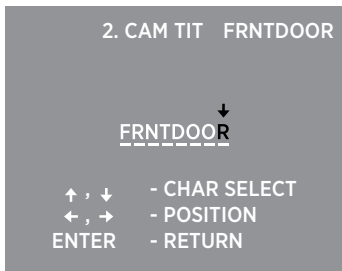 2. CAM TIT FRNTDOOR
↓
FRNTDOOR
↑ , ↓ - CHAR SELECT
← , → - POSITION
ENTER - RETURN